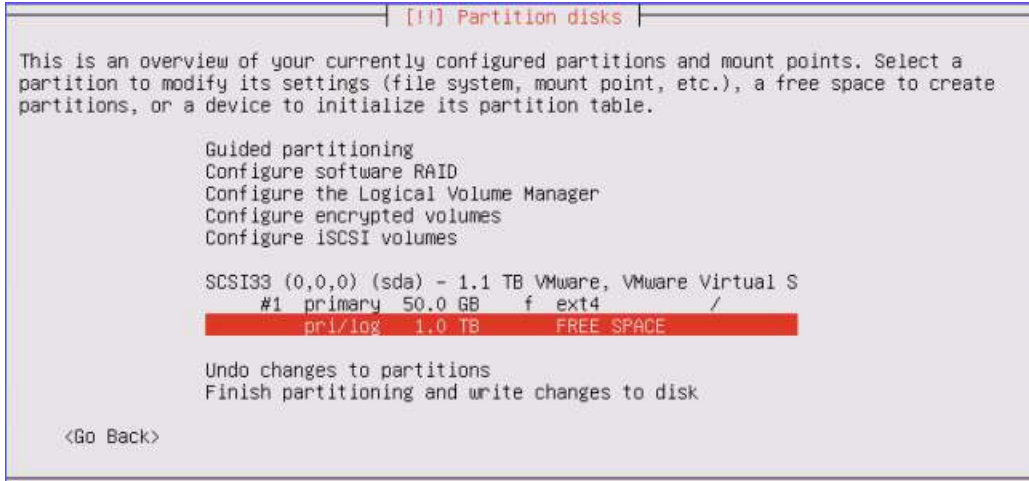 [!!] Partition disks
This is an overview of your currently configured partitions and mount points. Select a
partition to modify its settings (file system, mount point, etc.), a free space to create
partitions, or a device to initialize its partition table.
Guided partitioning
Configure software RAID
Configure the Logical Volume Manager
Configure encrypted volumes
Configure iSCSI volumes
SCSI33 (0,0,0) (sda) - 1.1 TB VMware, VMware Virtual S
#1 primary 50.0 GB f ext4 /
pri/log 1.0 TB FREE SPACE
Undo changes to partitions
Finish partitioning and write changes to disk
<Go Back>